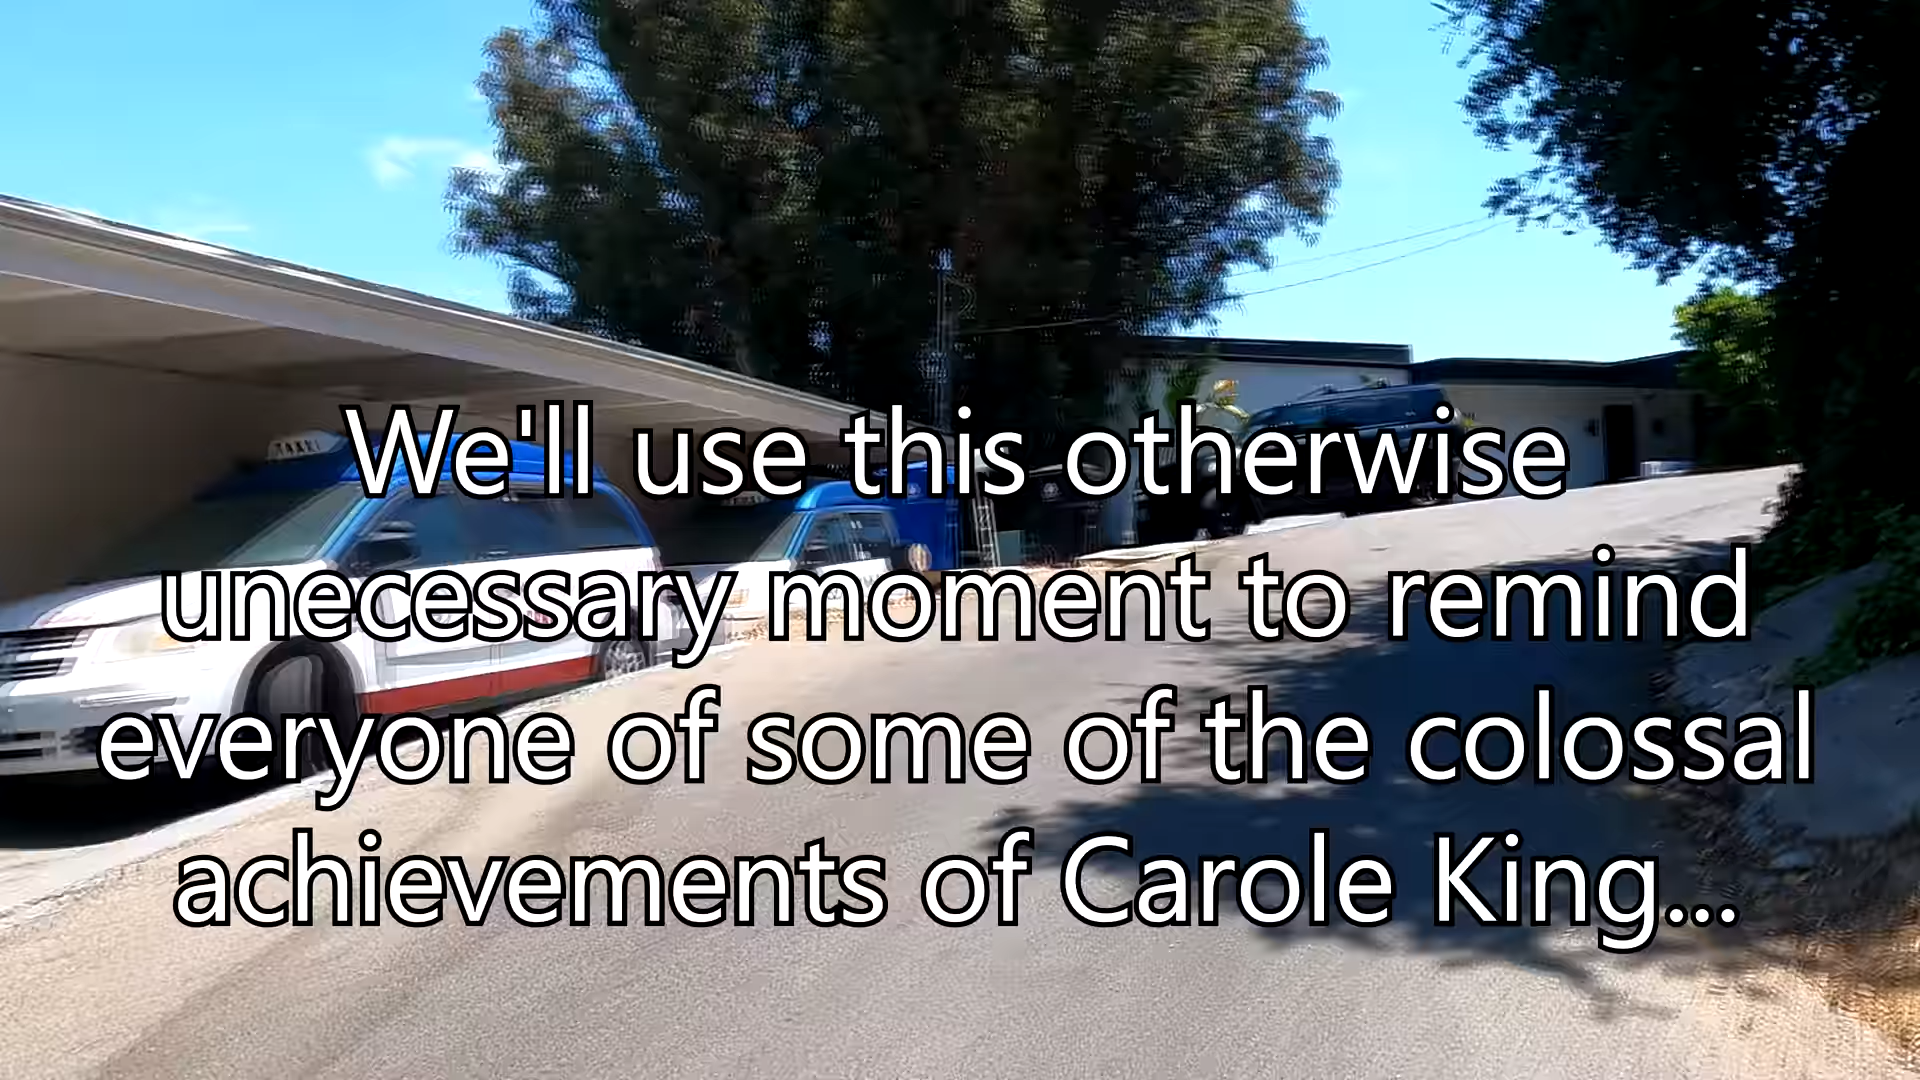 We'll use this otherwise
unecessary moment to remind
everyone of some of the colossal
achievements of Carole King...
TAXI